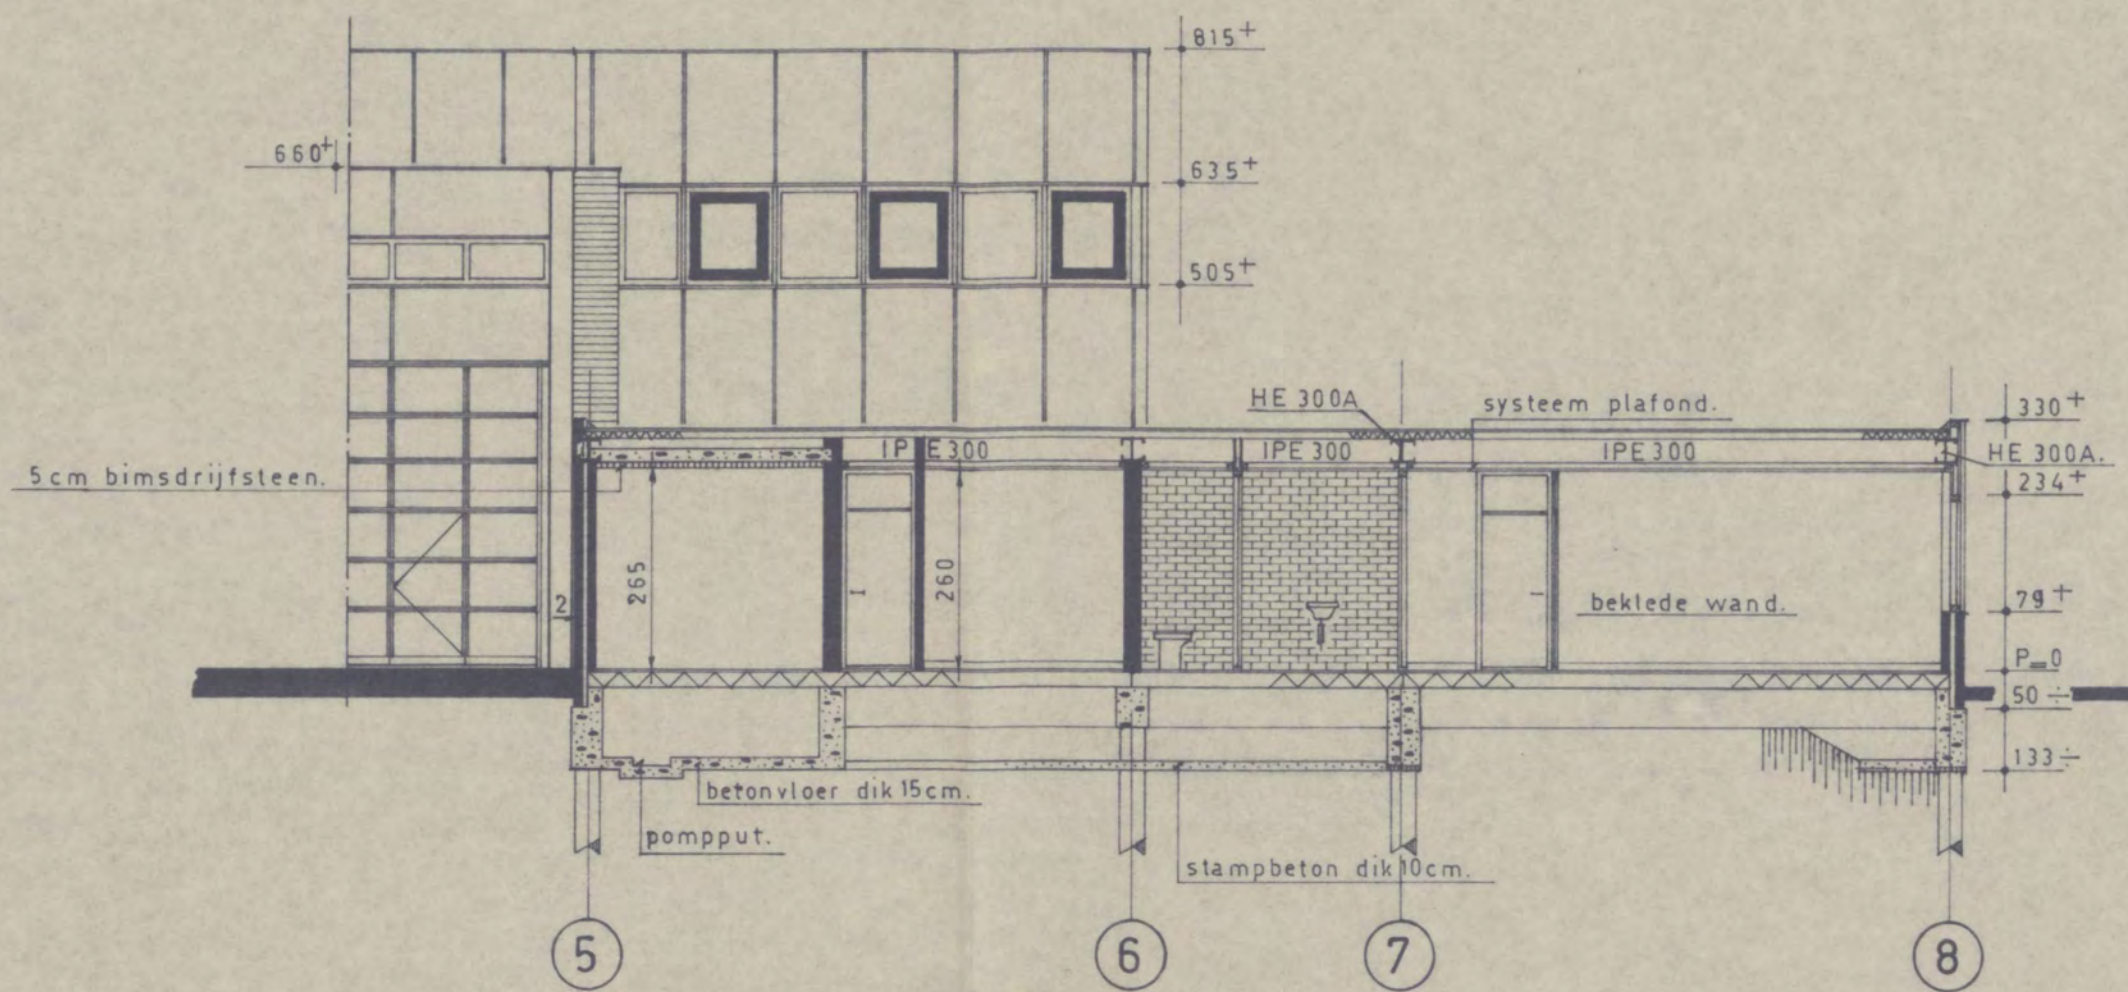 815+
660+
635+
505+
HE 300A
systeem plafond.
330+
IPE 300
IPE 300
IPE 300
HE 300A.
5cm bimsdrijfsteen.
234+
265
260
2
beklede wand.
79+
P=0
50÷
133÷
betonvloer dik 15cm.
pompput.
stampbeton dik 10cm.
5
6
7
8